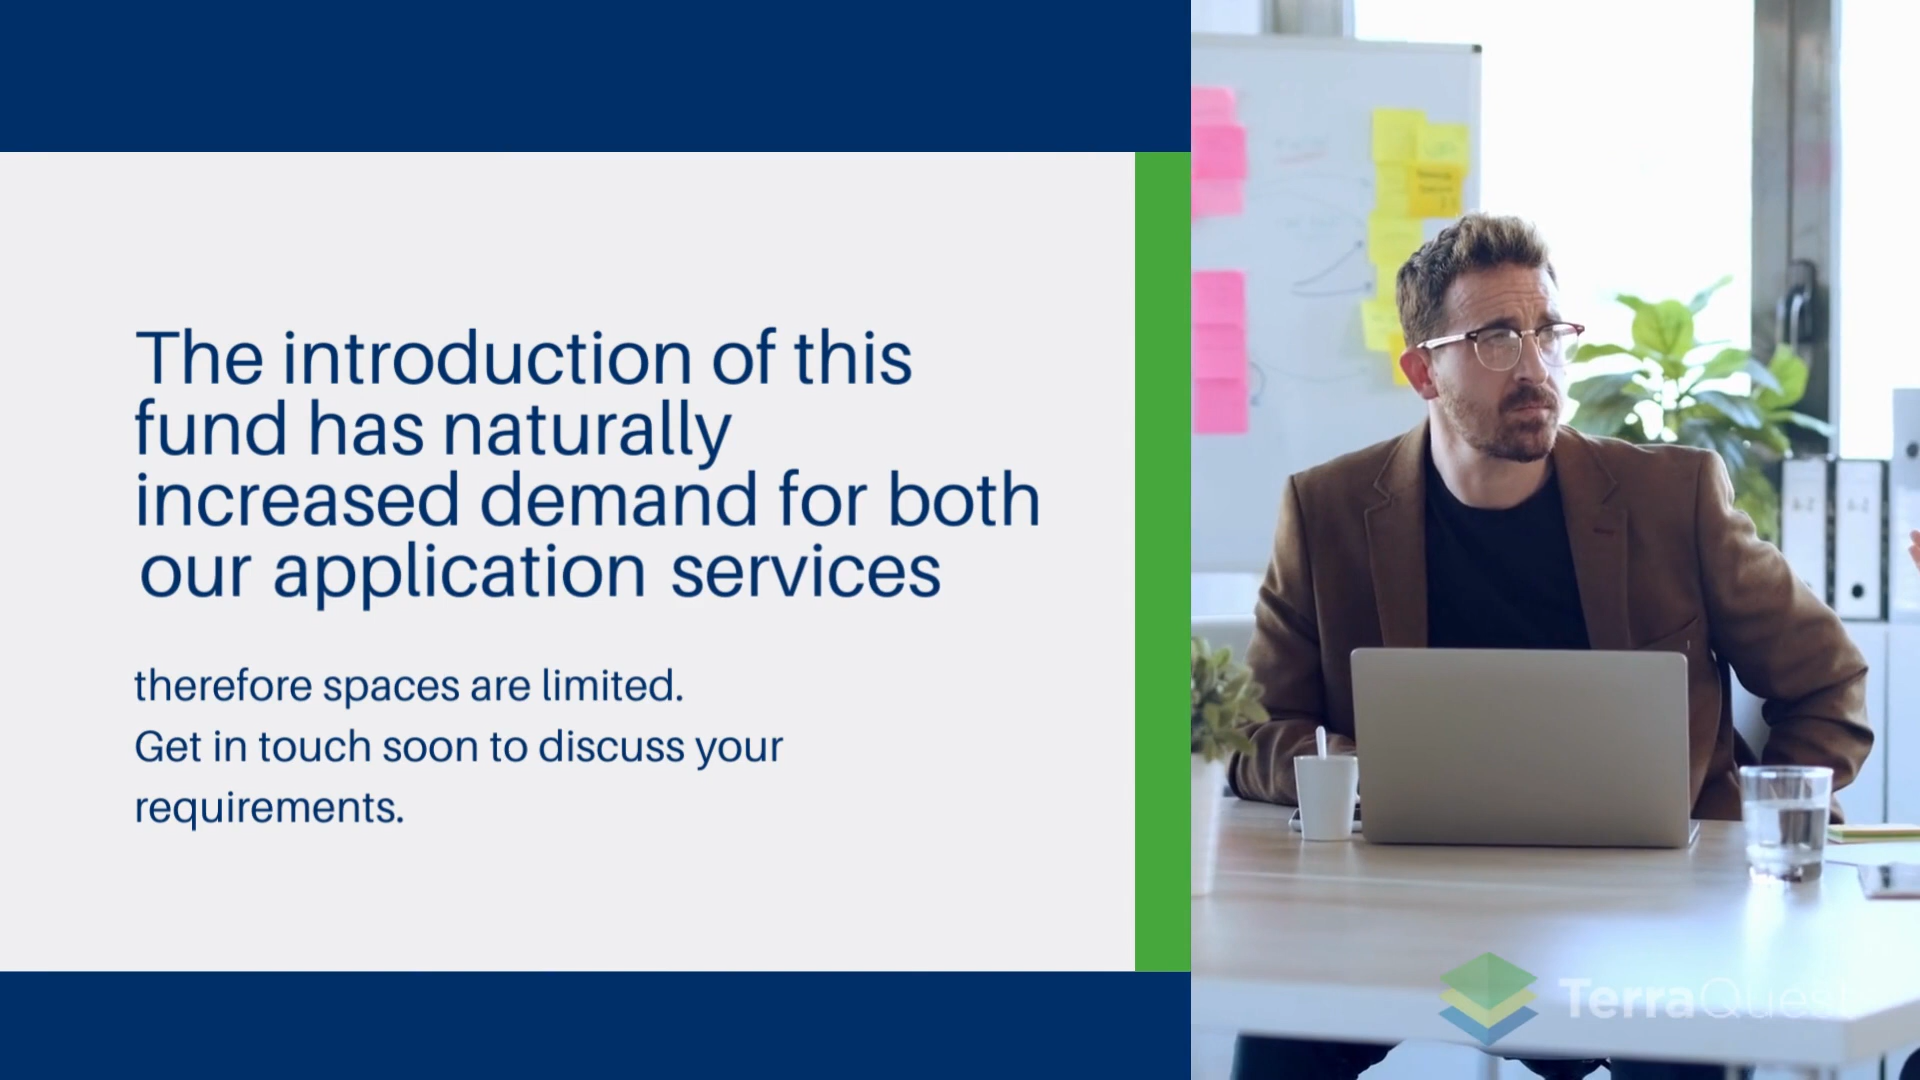 The introduction of this
fund has naturally
increased demand for both
our application services
therefore spaces are limited.
Get in touch soon to discuss your
requirements.
A-Z A-Z
TerraQuest